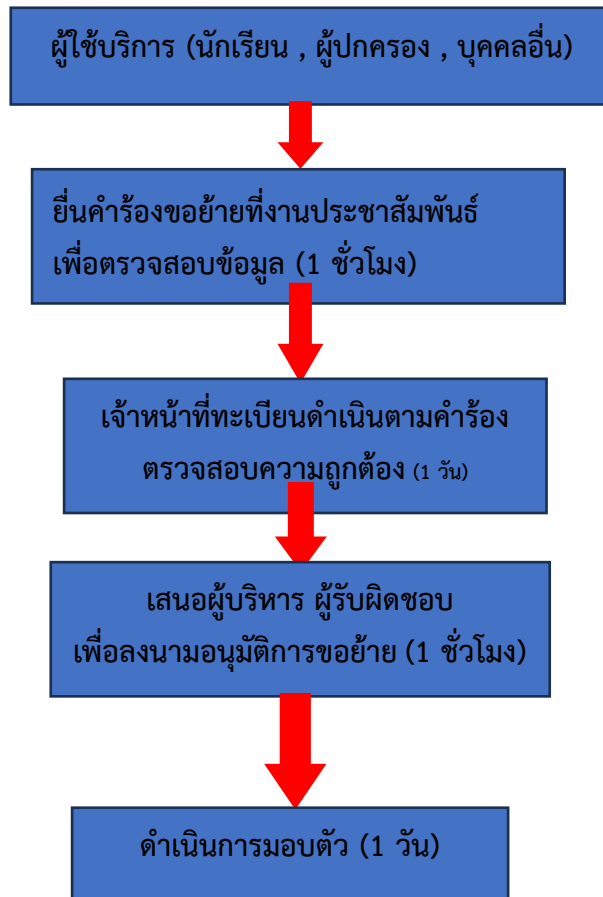 ผู้ใช้บริการ (นักเรียน , ผู้ปกครอง , บุคคลอื่น)
ยื่นคำร้องขอย้ายที่งานประชาสัมพันธ์
เพื่อตรวจสอบข้อมูล (1 ชั่วโมง)
เจ้าหน้าที่ทะเบียนดำเนินตามคำร้อง
ตรวจสอบความถูกต้อง (1 วัน)
เสนอผู้บริหาร ผู้รับผิดชอบ
เพื่อลงนามอนุมัติการขอย้าย (1 ชั่วโมง)
ดำเนินการมอบตัว (1 วัน)